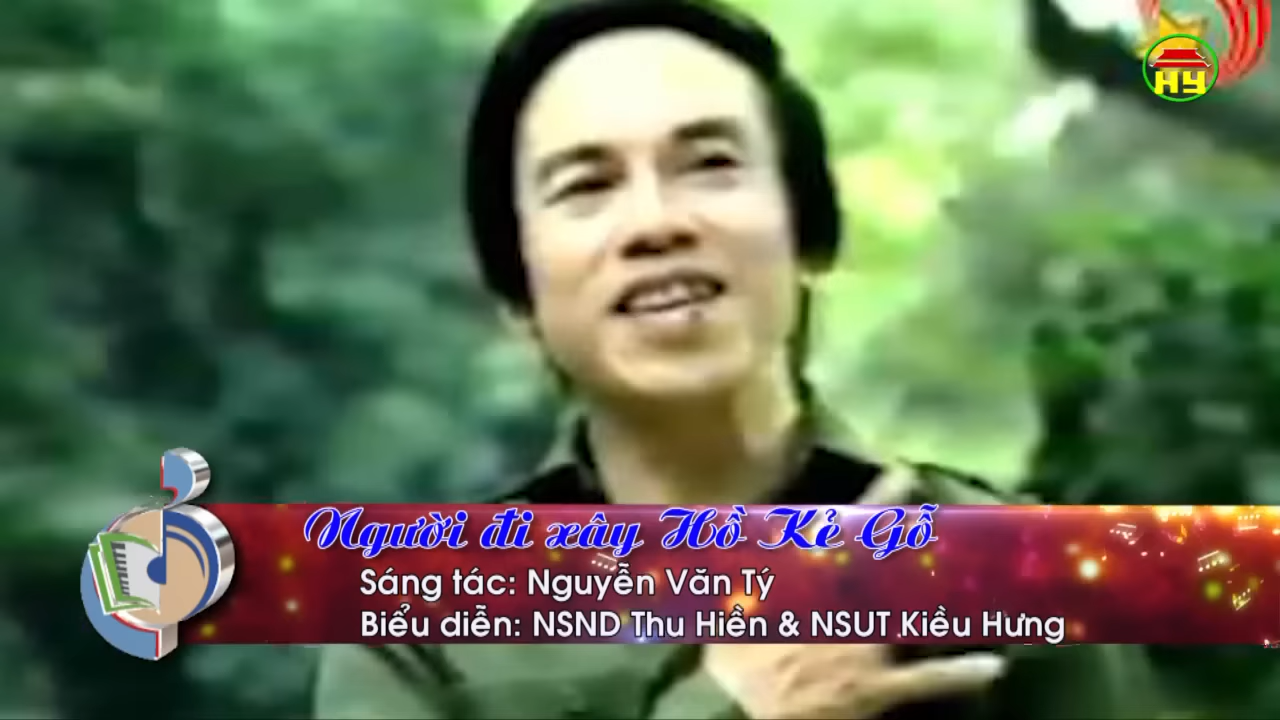 HY
Người đi xây Hồ Kẻ Gỗ
Sáng tác: Nguyễn Văn Tý
Biểu diễn: NSND Thu Hiền & NSUT Kiều Hưng